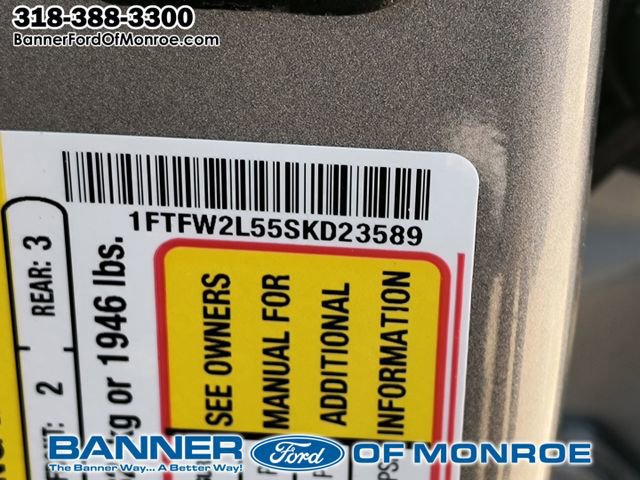 318-388-3300
BannerFordOfMonroe.com
1FTFW2L55SKD23589
SEE OWNERS
MANUAL FOR
ADDITIONAL
INFORMATION
kg or 1946 lbs.
REAR: 3
2
BANNER Ford OF MONROE
The Banner Way... A Better Way!